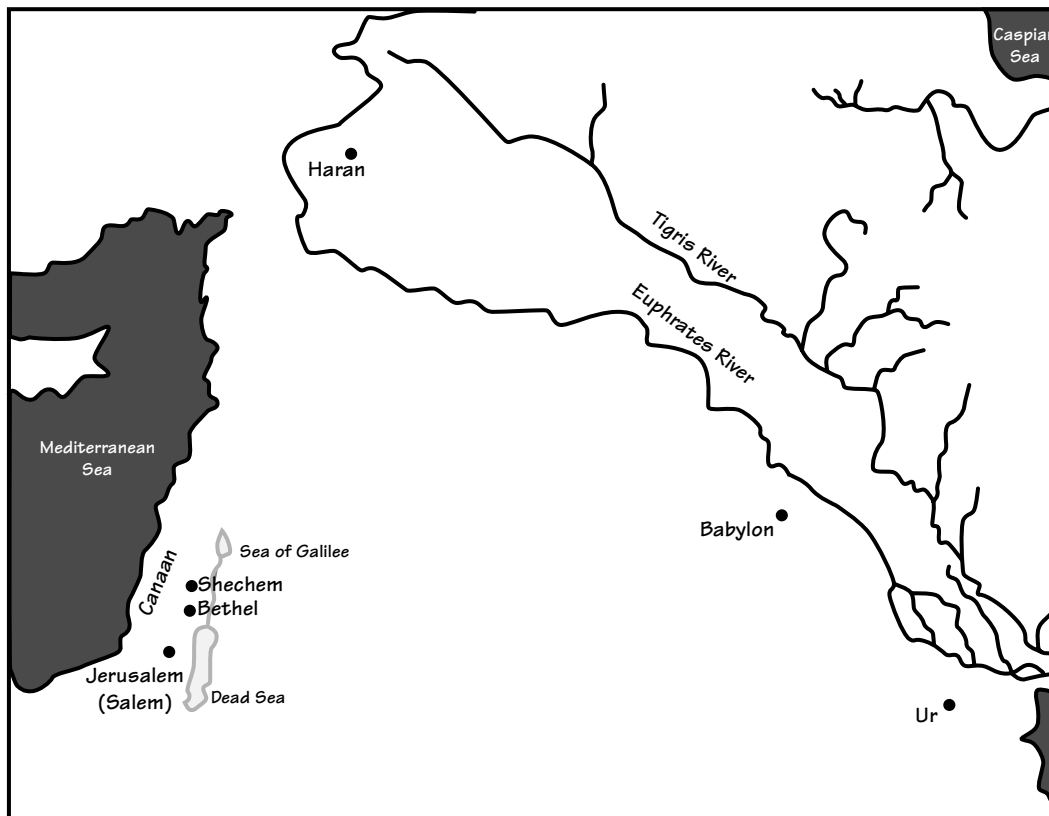 Caspian
Sea
Haran
Tigris River
Euphrates River
Mediterranean
Sea
Babylon
Sea of Galilee
Canaan
Shechem
Bethel
Jerusalem
(Salem)
Dead Sea
Ur